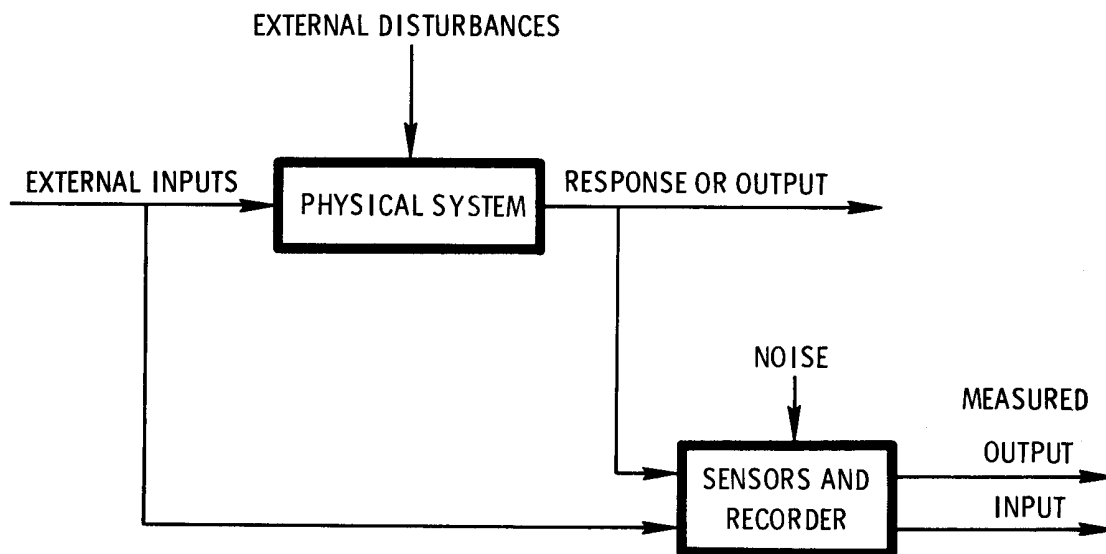 EXTERNAL DISTURBANCES
EXTERNAL INPUTS
PHYSICAL SYSTEM
RESPONSE OR OUTPUT
NOISE
MEASURED
OUTPUT
SENSORS AND
INPUT
RECORDER